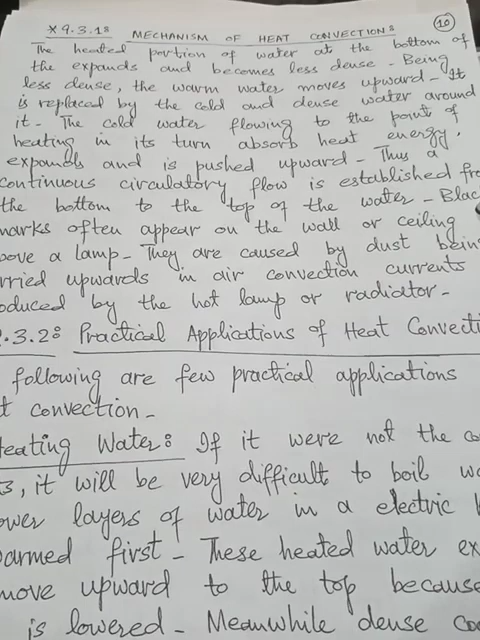 10
* 9.3.1: MECHANISM OF HEAT CONVECTION:
The heated portion of water at the bottom of
the expands and becomes less dense - Being
less dense, the warm water moves upward - It
is replaced by the cold and dense water around
it - The cold water flowing to the point of
heating in its turn absorb heat energy,
expands and is pushed upward - Thus a
continuous circulatory flow is established fro
the bottom to the top of the water - Blac
marks often appear on the wall or ceiling
bove a lamp - They are caused by dust bein
rried upwards in air convection currents
oduced by the hot lamp or radiator -
9.3.2: Practical Applications of Heat Convecti
following are few practical applications
t convection -
Heating Water: If it were not the co
ts, it will be very difficult to boil wa
ower layers of water in a electric k
warmed first - These heated water ex
move upward to the top because
is lowered - Meanwhile dense coo